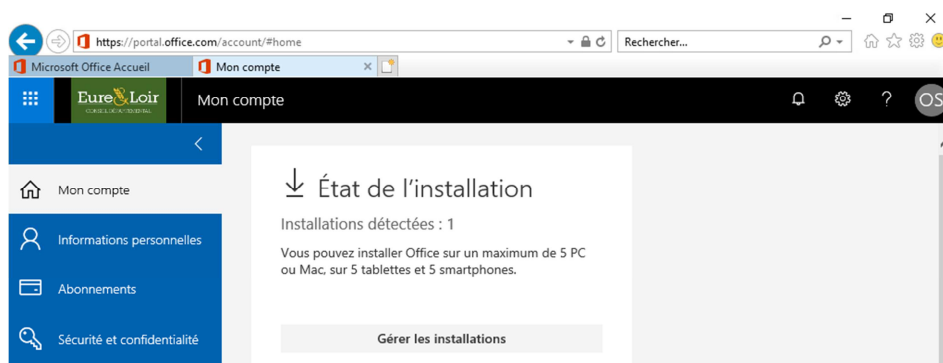 https://portal.office.com/account/#home
Rechercher...
Microsoft Office Accueil
Mon compte
Eure & Loir
CONSEIL DÉPARTEMENTAL
Mon compte
?
OS
Mon compte
Informations personnelles
Abonnements
Sécurité et confidentialité
État de l'installation
Installations détectées : 1
Vous pouvez installer Office sur un maximum de 5 PC
ou Mac, sur 5 tablettes et 5 smartphones.
Gérer les installations